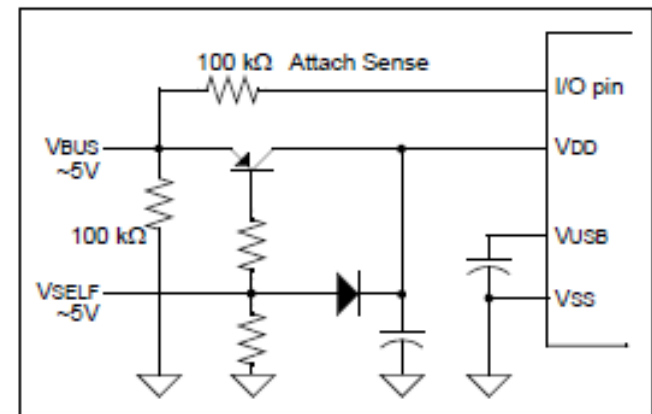 100 kΩ Attach Sense
I/O pin
VBUS
~5V
VDD
100 kΩ
VUSB
VSELF
~5V
VSS